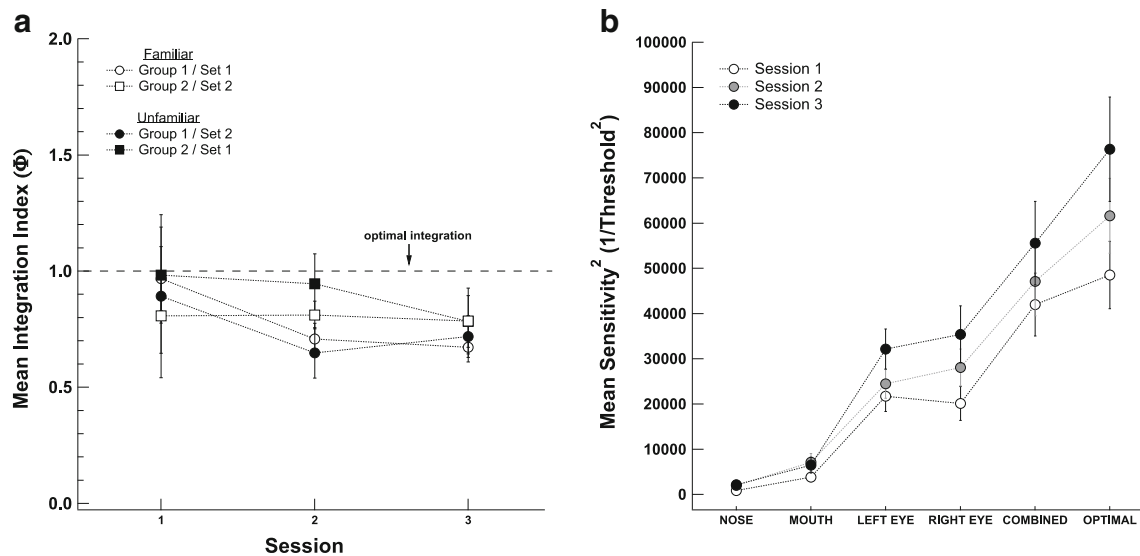 a
2.0
1.5
1.0
0.5
0.0
Mean Integration Index (Φ)
Familiar
Group 1 / Set 1
Group 2 / Set 2
Unfamiliar
Group 1 / Set 2
Group 2 / Set 1
optimal integration
1 2 3
Session
b
100000
90000
80000
70000
60000
50000
40000
30000
20000
10000
0
Mean Sensitivity² (1/Threshold²)
Session 1
Session 2
Session 3
NOSE MOUTH LEFT EYE RIGHT EYE COMBINED OPTIMAL